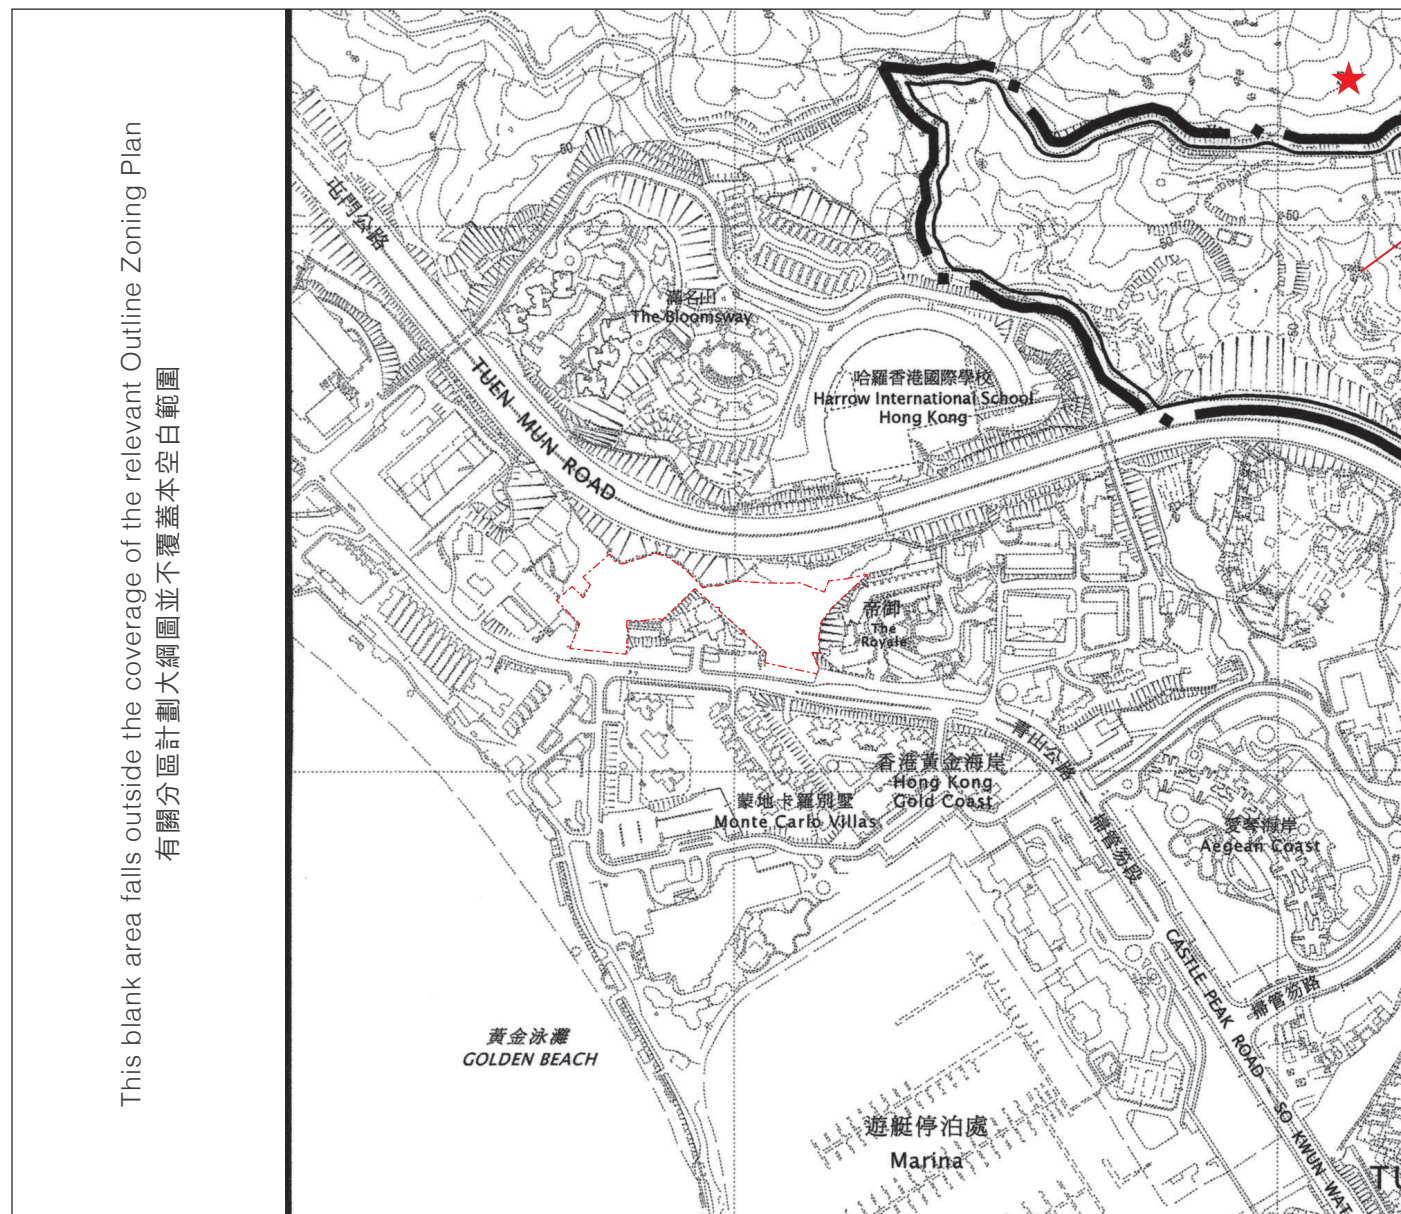 This blank area falls outside the coverage of the relevant Outline Zoning Plan
有關分區計劃大綱圖並不覆蓋本空白範圍
屯門公路
50
50
50
滿名山
The Bloomsway
哈羅香港國際學校
Harrow International School
Hong Kong
TUEN MUN ROAD
帝御
The
Royale
青山公路
香港黃金海岸
Hong Kong
Gold Coast
蒙地卡羅別墅
Monte Carlo Villas
掃管笏段
愛琴海岸
Aegean Coast
CASTLE PEAK ROAD - SO KWUN WAT
掃管笏路
黃金泳灘
GOLDEN BEACH
遊艇停泊處
Marina
TU